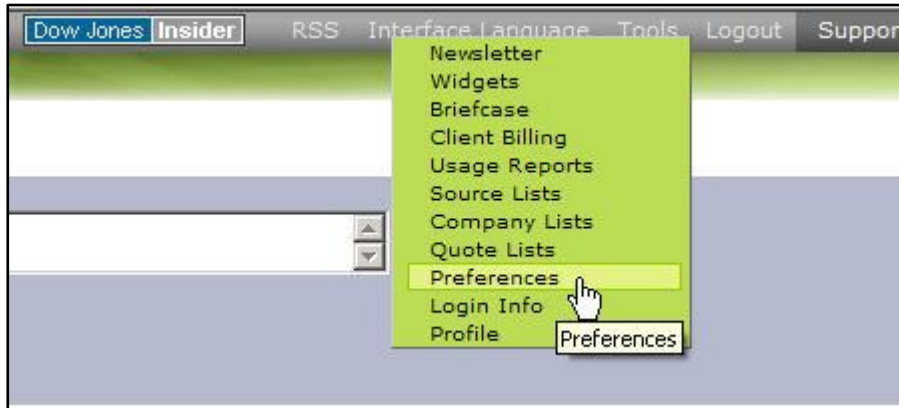 Dow Jones Insider RSS Interface Language Tools Logout Suppor
Newsletter
Widgets
Briefcase
Client Billing
Usage Reports
Source Lists
Company Lists
Quote Lists
Preferences
Login Info
Profile
Preferences